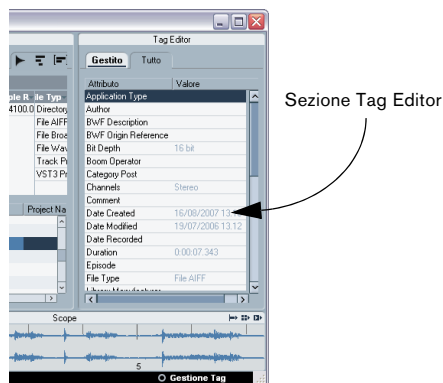 Tag Editor
Gestito Tutto
Attributo Valore
Application Type
Author
BWF Description
BWF Origin Reference
Bit Depth 16 bit
Boom Operator
Category Post
Channels Stereo
Comment
Date Created 16/08/2007 13
Date Modified 19/07/2006 13.12
Date Recorded
Duration 0:00:07.343
Episode
File Type File AIFF
Library Manufacturer
ple R ile Typ
4100.0 Directory
File AIFF
File Broa
File Wav
Track Pr
VST3 Pr
Project Na
Scope
5
Gestione Tag
Sezione Tag Editor